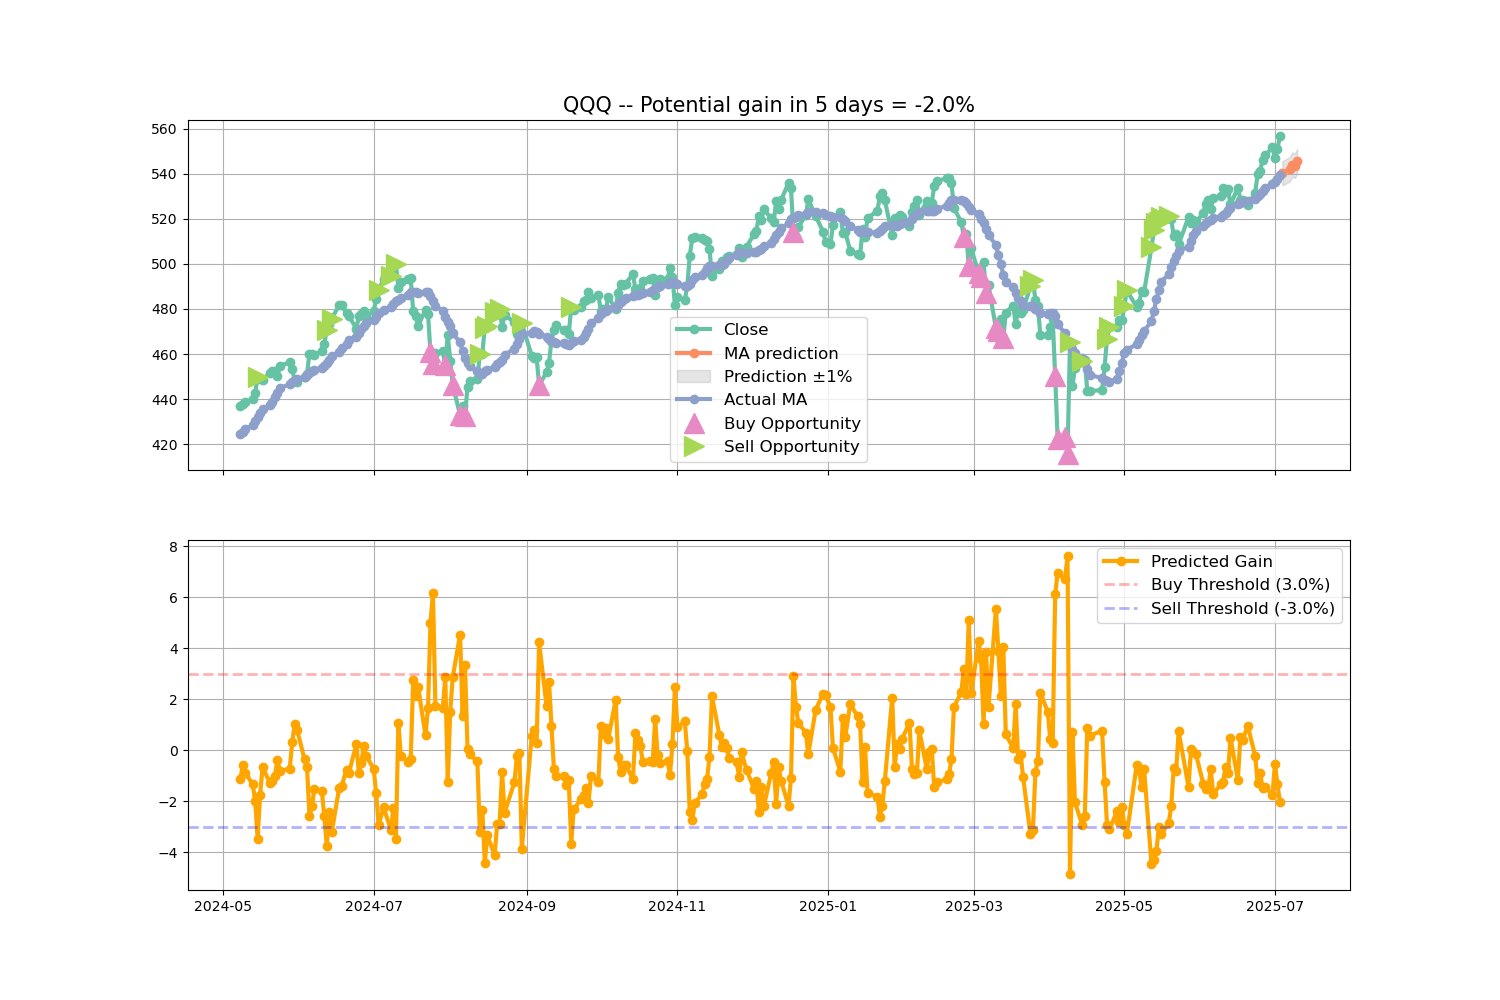 QQQ -- Potential gain in 5 days = -2.0%
560
540
520
500
480
460
440
420
Close
MA prediction
Prediction ±1%
Actual MA
Buy Opportunity
Sell Opportunity
8
6
4
2
0
−2
−4
Predicted Gain
Buy Threshold (3.0%)
Sell Threshold (-3.0%)
2024-05 2024-07 2024-09 2024-11 2025-01 2025-03 2025-05 2025-07